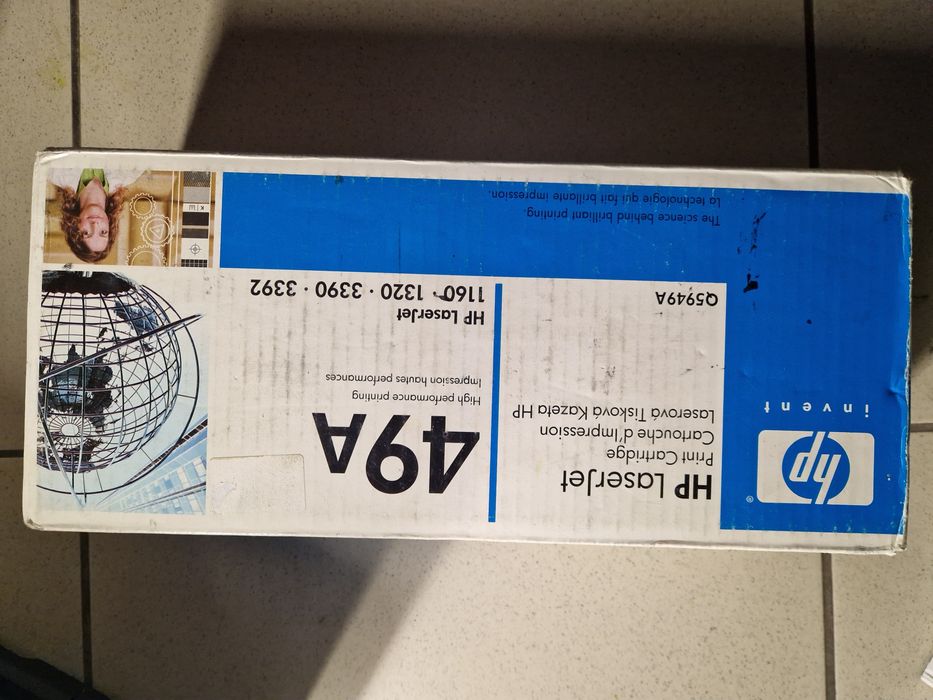 hp
®
invent
HP LaserJet
Print Cartridge
Cartouche d'Impression
Laserová Tisková Kazeta HP
Q5949A
49A
High performance printing
Impression hautes performances
HP LaserJet
1160 · 1320 · 3390 · 3392
The science behind brilliant printing.
La technologie qui fait brillante impression.